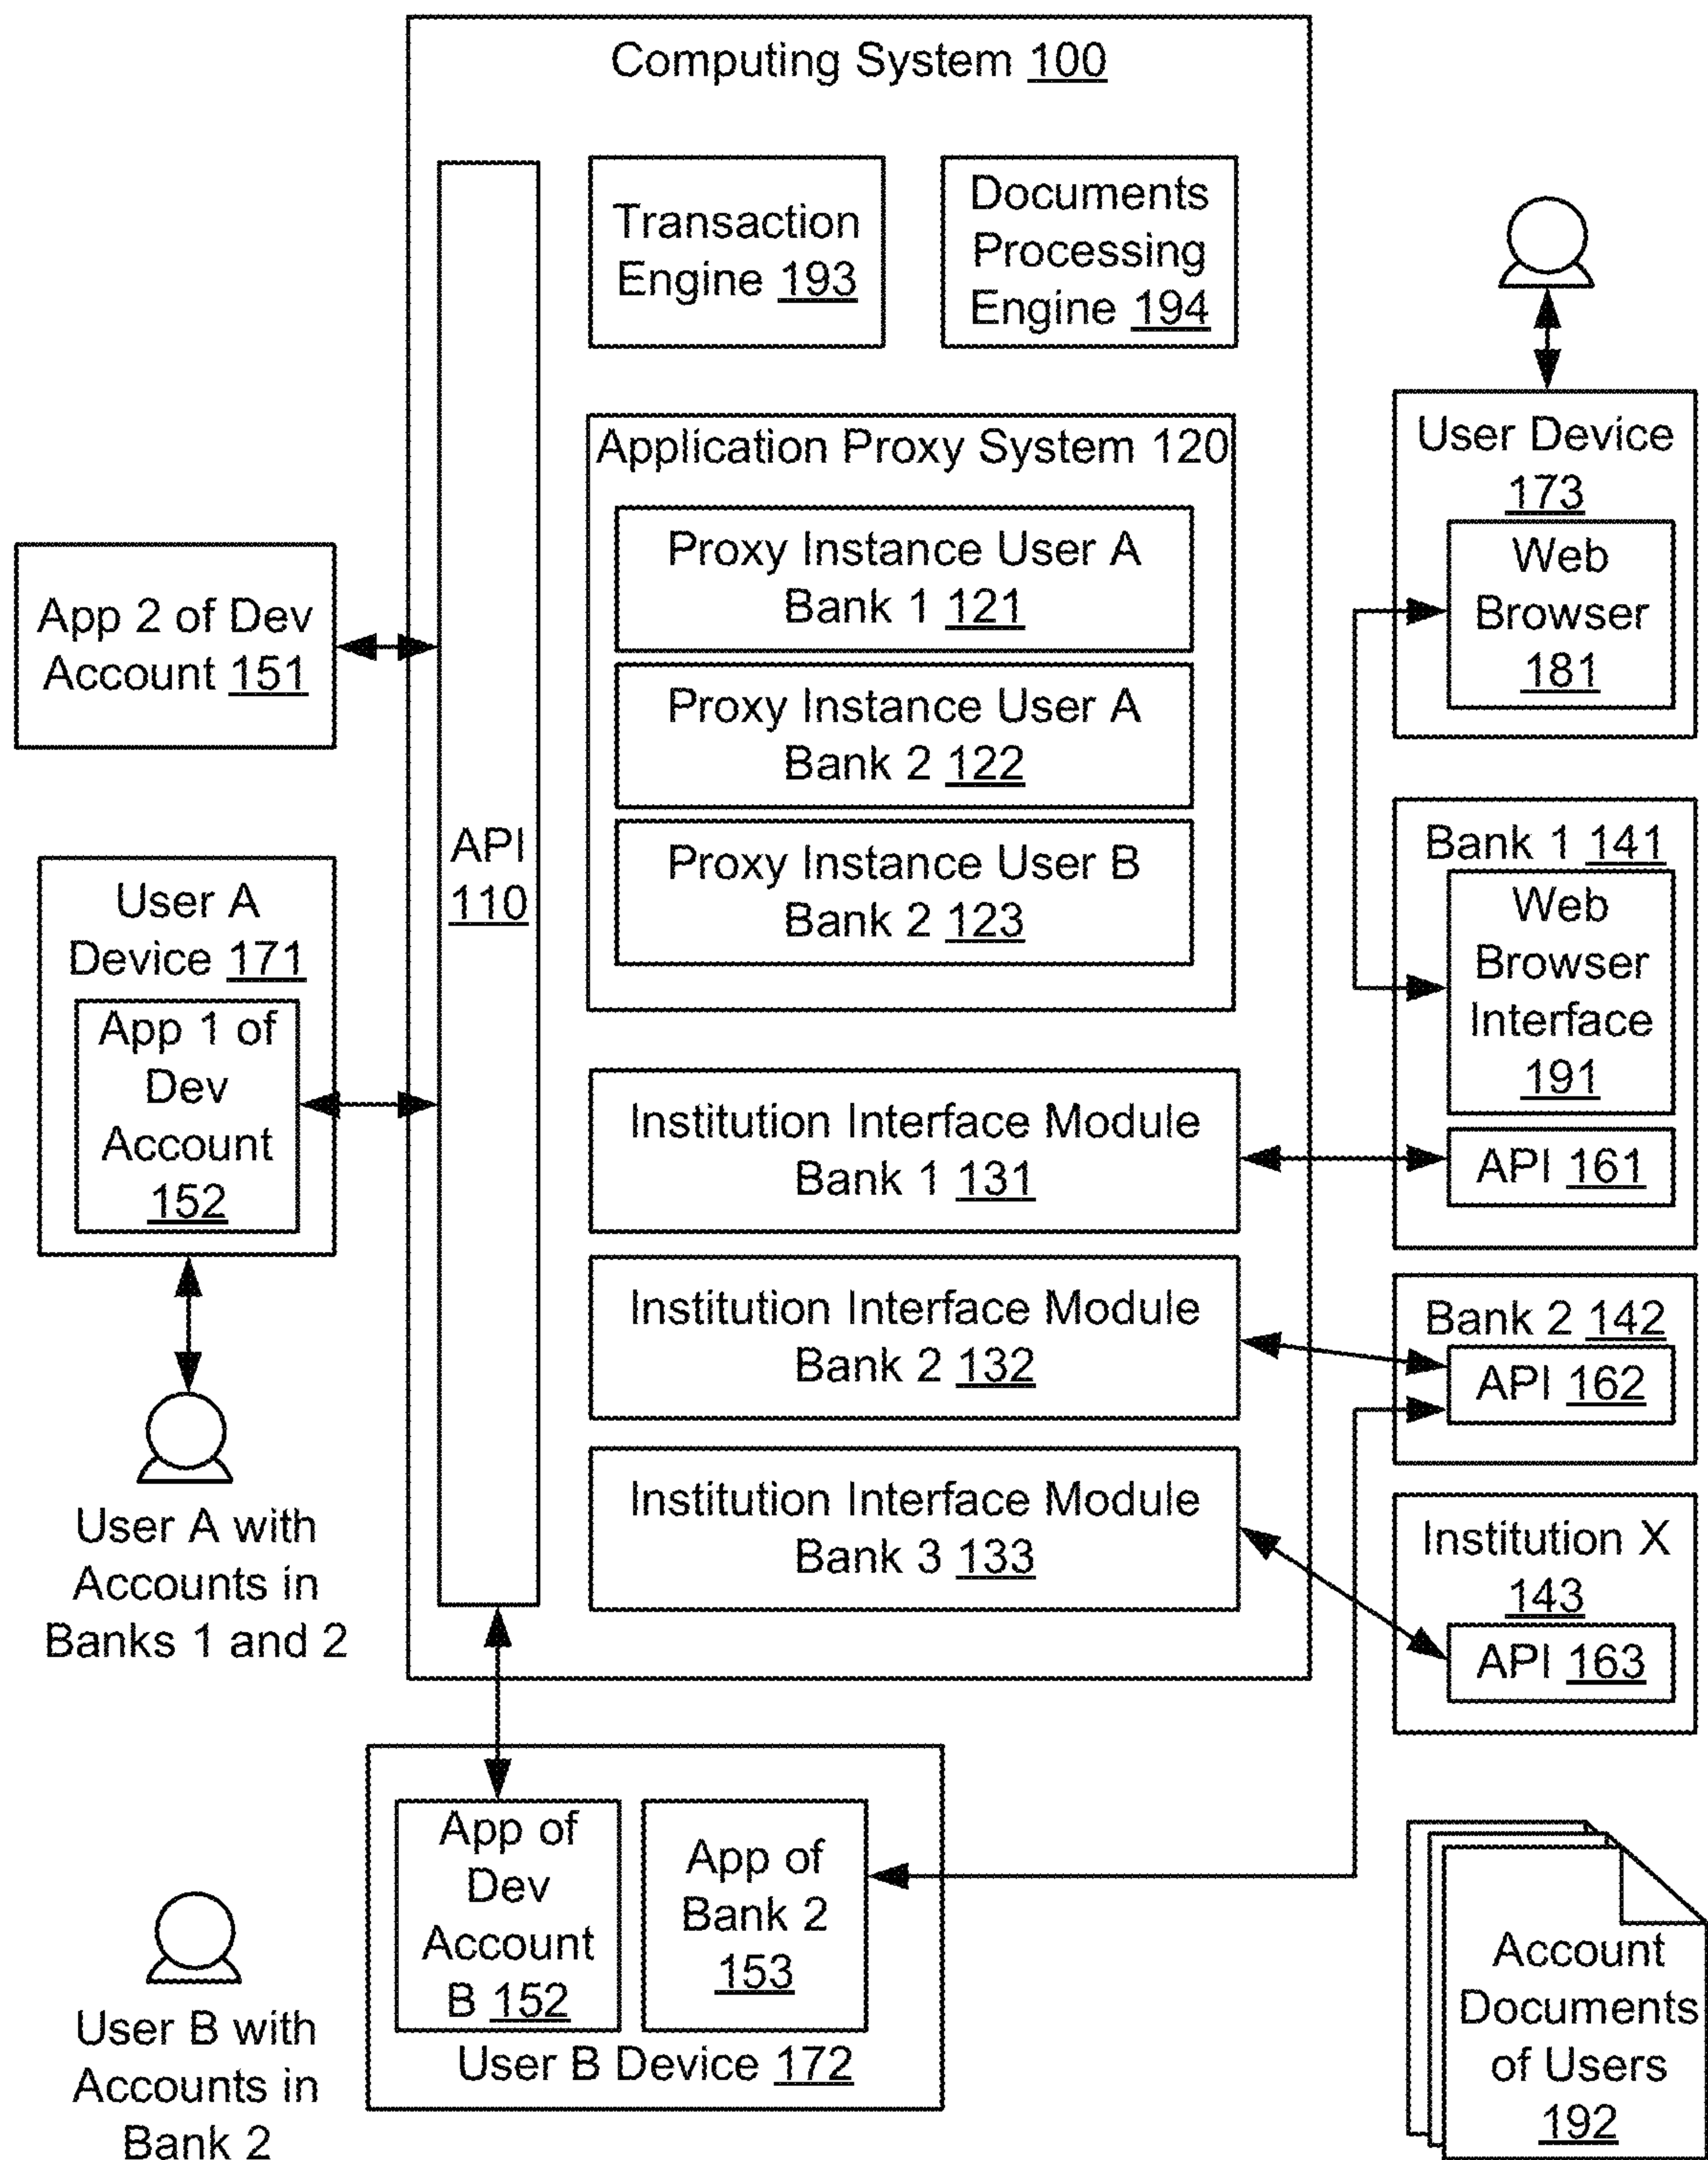 Computing System 100
Transaction
Engine 193
Documents
Processing
Engine 194
Application Proxy System 120
Proxy Instance User A
Bank 1 121
Proxy Instance User A
Bank 2 122
Proxy Instance User B
Bank 2 123
API
110
Institution Interface Module
Bank 1 131
Institution Interface Module
Bank 2 132
Institution Interface Module
Bank 3 133
App 2 of Dev
Account 151
User A
Device 171
App 1 of
Dev
Account
152
User A with
Accounts in
Banks 1 and 2
User Device
173
Web
Browser
181
Bank 1 141
Web
Browser
Interface
191
API 161
Bank 2 142
API 162
Institution X
143
API 163
App of
Dev
Account
B 152
App of
Bank 2
153
User B Device 172
User B with
Accounts in
Bank 2
Account
Documents
of Users
192